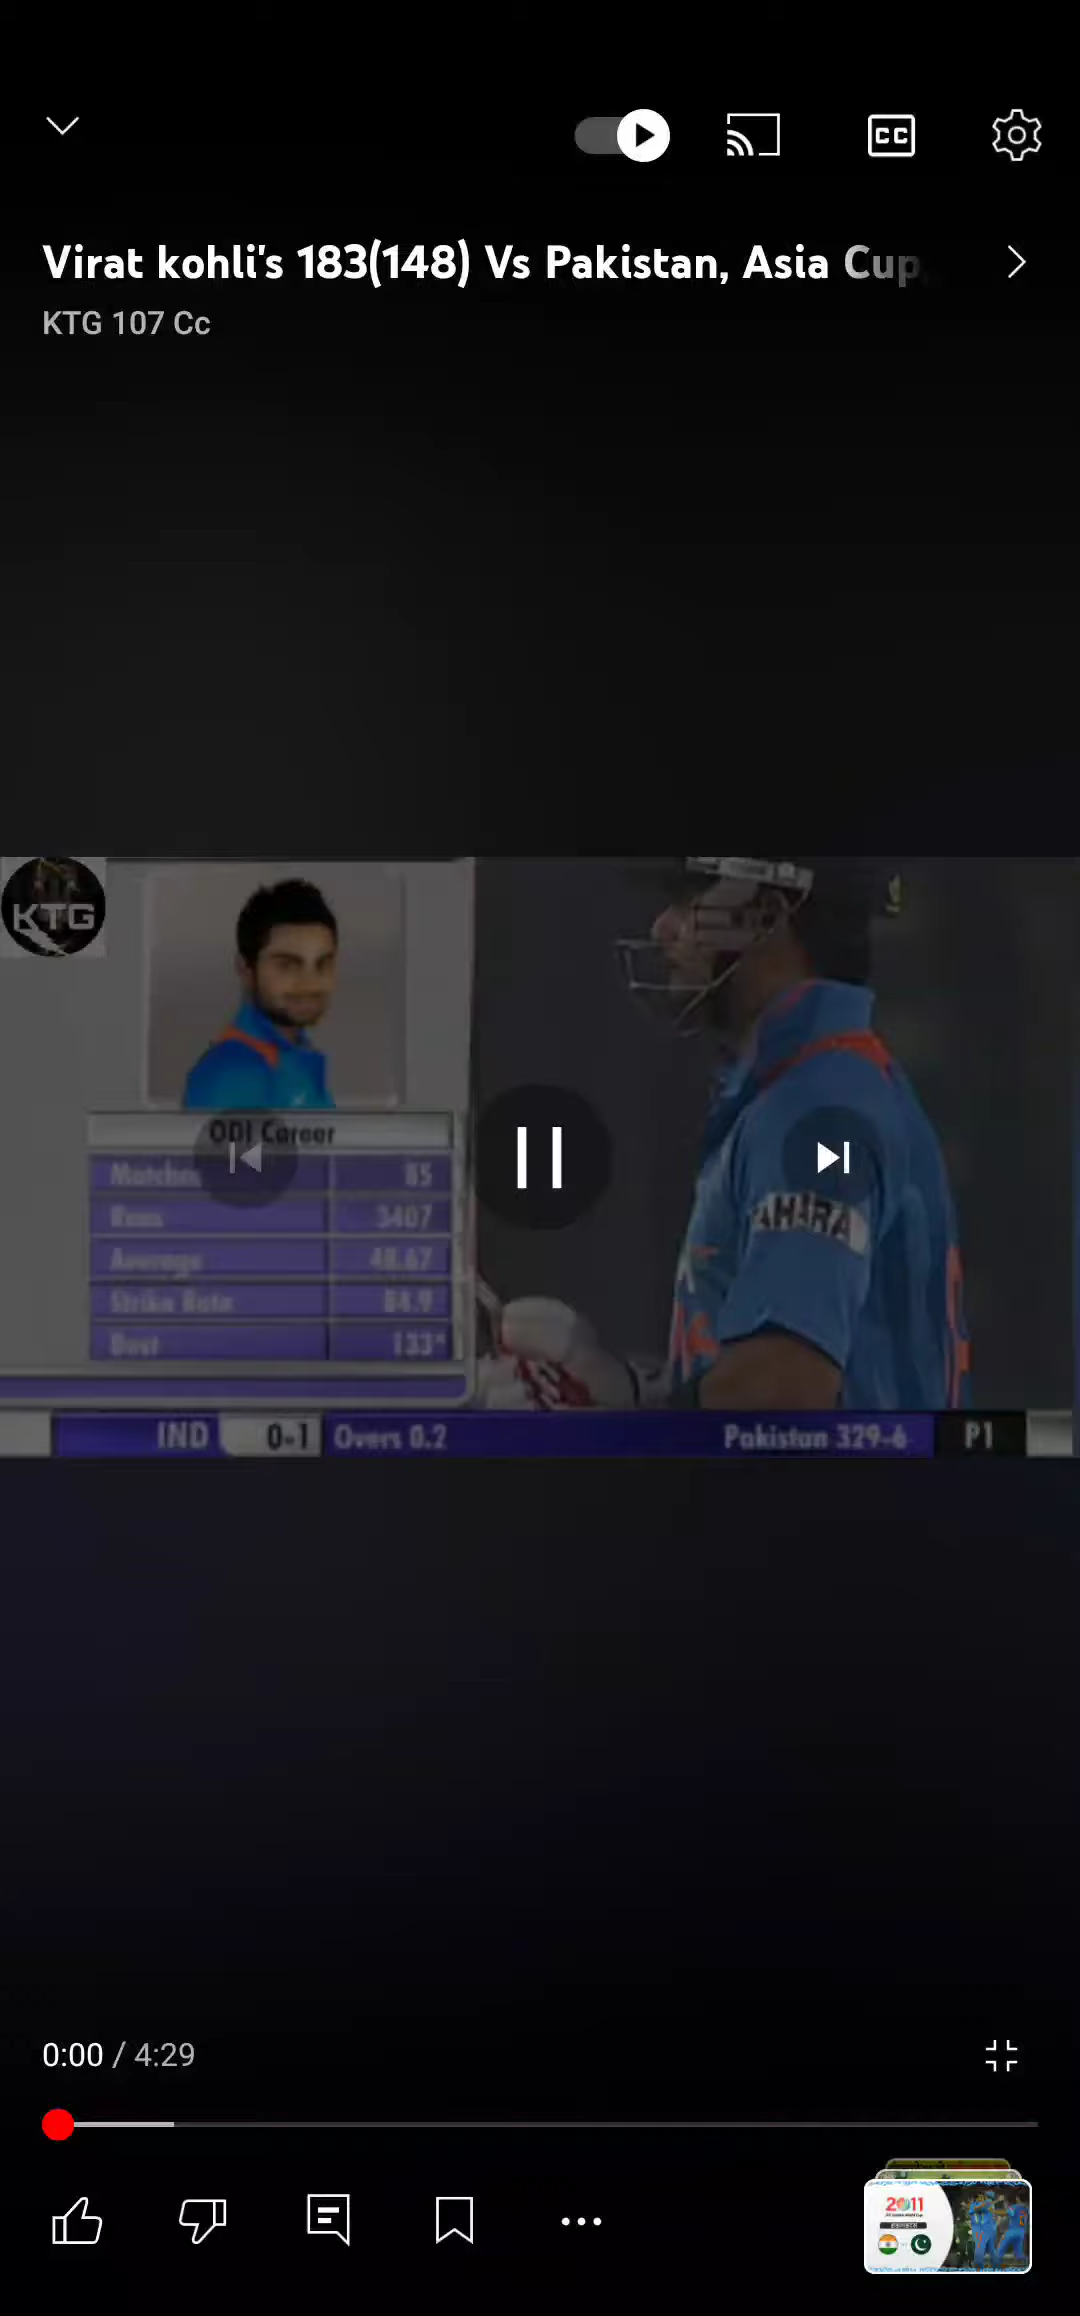 CC
Virat kohli's 183(148) Vs Pakistan, Asia Cup,
KTG 107 Cc
KTG
ODI Career
Matches 85
Runs 3407
Average 48.67
Strike Rate 84.9
Best 133*
SAHARA
IND 0-1 Overs 0.2 Pakistan 329-6 P1
0:00 / 4:29
2011